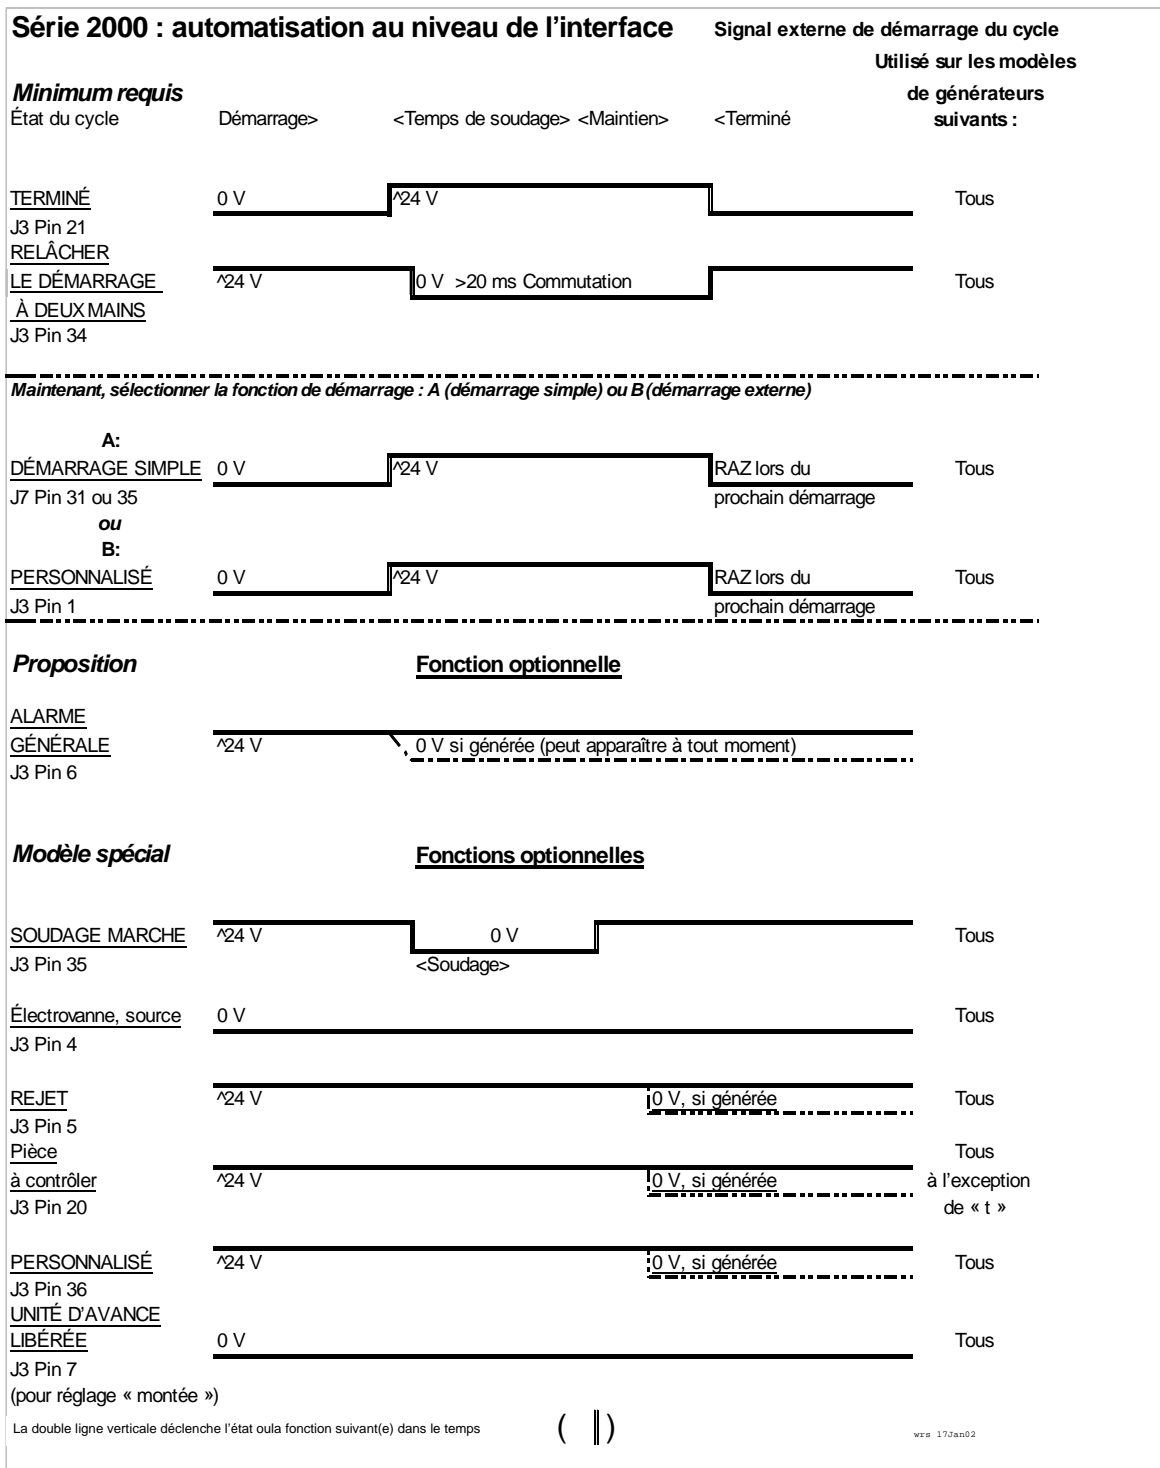 Série 2000 : automatisation au niveau de l’interface Signal externe de démarrage du cycle
Utilisé sur les modèles
Minimum requis de générateurs
État du cycle Démarrage> <Temps de soudage> <Maintien> <Terminé suivants :
TERMINÉ 0 V ^24 V Tous
J3 Pin 21
RELÂCHER
LE DÉMARRAGE ^24 V 0 V >20 ms Commutation Tous
À DEUX MAINS
J3 Pin 34
Maintenant, sélectionner la fonction de démarrage : A (démarrage simple) ou B (démarrage externe)
A:
DÉMARRAGE SIMPLE 0 V ^24 V RAZ lors du Tous
J7 Pin 31 ou 35 prochain démarrage
ou
B:
PERSONNALISÉ 0 V ^24 V RAZ lors du Tous
J3 Pin 1 prochain démarrage
Proposition Fonction optionnelle
ALARME
GÉNÉRALE ^24 V 0 V si générée (peut apparaître à tout moment)
J3 Pin 6
Modèle spécial Fonctions optionnelles
SOUDAGE MARCHE ^24 V 0 V Tous
J3 Pin 35 <Soudage>
Électrovanne, source 0 V Tous
J3 Pin 4
REJET ^24 V 0 V, si générée Tous
J3 Pin 5
Pièce Tous
à contrôler ^24 V 0 V, si générée à l’exception
J3 Pin 20 de « t »
PERSONNALISÉ ^24 V 0 V, si générée Tous
J3 Pin 36
UNITÉ D’AVANCE
LIBÉRÉE 0 V Tous
J3 Pin 7
(pour réglage « montée »)
La double ligne verticale déclenche l’état oula fonction suivant(e) dans le temps ( ‖ ) wrs 17Jan02